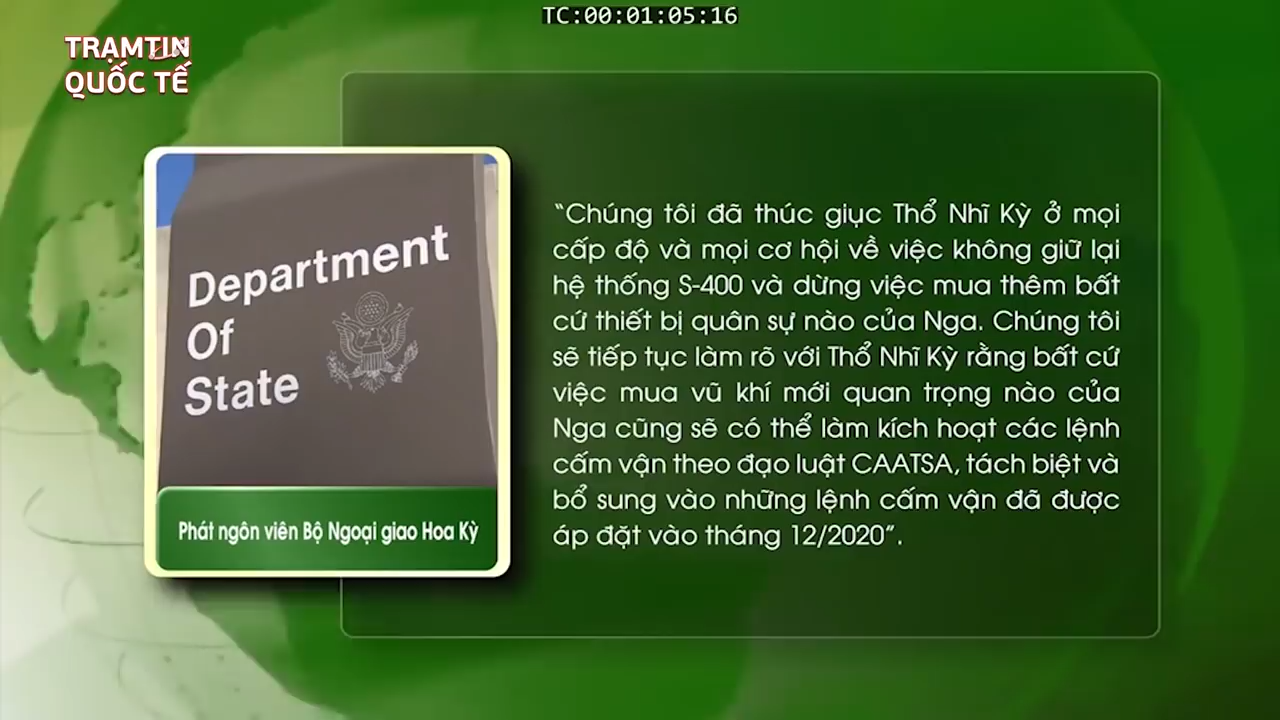 TC:00:01:05:16
TRẠMTIN
QUỐC TẾ
Department
Of
State
Phát ngôn viên Bộ Ngoại giao Hoa Kỳ
“Chúng tôi đã thúc giục Thổ Nhĩ Kỳ ở mọi
cấp độ và mọi cơ hội về việc không giữ lại
hệ thống S-400 và dừng việc mua thêm bất
cứ thiết bị quân sự nào của Nga. Chúng tôi
sẽ tiếp tục làm rõ với Thổ Nhĩ Kỳ rằng bất cứ
việc mua vũ khí mới quan trọng nào của
Nga cũng sẽ có thể làm kích hoạt các lệnh
cấm vận theo đạo luật CAATSA, tách biệt và
bổ sung vào những lệnh cấm vận đã được
áp đặt vào tháng 12/2020”.